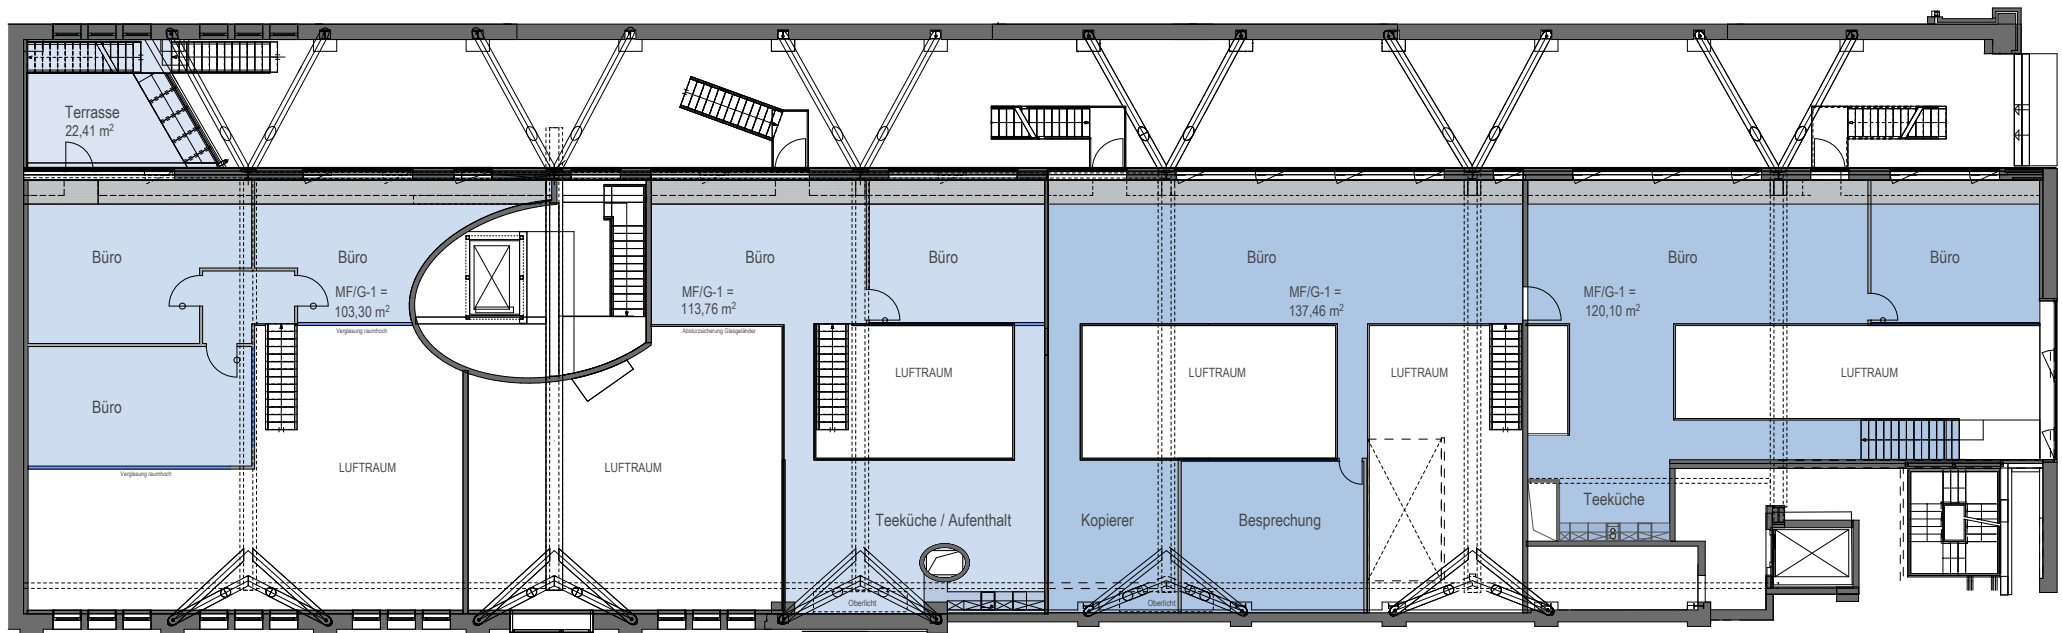 Terrasse
22,41 m²
Büro
Büro
Büro
Büro
Büro
Büro
Büro
MF/G-1 =
103,30 m²
MF/G-1 =
113,76 m²
MF/G-1 =
137,46 m²
MF/G-1 =
120,10 m²
Verglasung raumhoch
Absturzsicherung Glasgeländer
LUFTRAUM
LUFTRAUM
LUFTRAUM
LUFTRAUM
Büro
LUFTRAUM
LUFTRAUM
Verglasung raumhoch
Teeküche
Teeküche / Aufenthalt
Kopierer
Besprechung
Oberlicht
Oberlicht